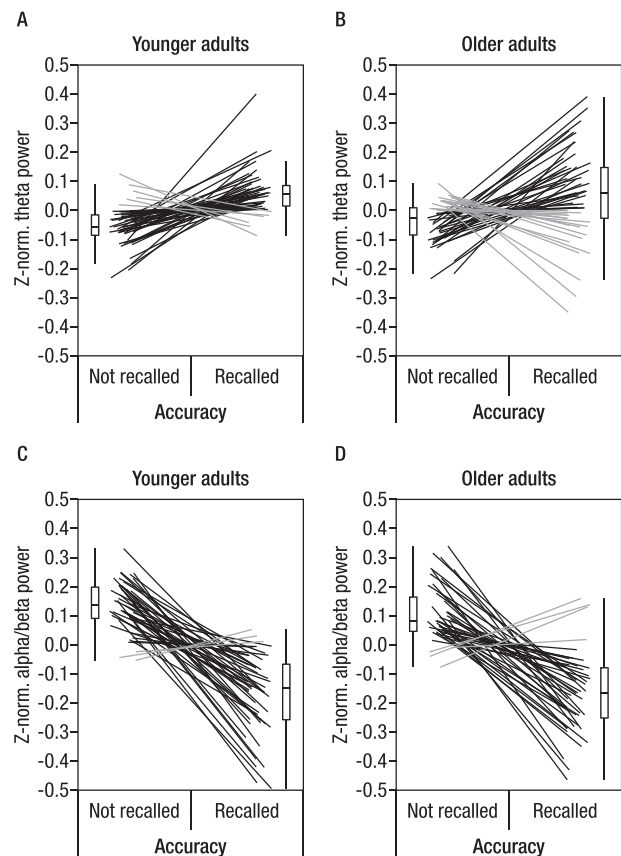 A
B
Younger adults
Older adults
0.5
0.4
0.3
0.2
0.1
0.0
-0.1
-0.2
-0.3
-0.4
-0.5
Z-norm. theta power
Not recalled
Recalled
Accuracy
0.5
0.4
0.3
0.2
0.1
0.0
-0.1
-0.2
-0.3
-0.4
-0.5
Z-norm. theta power
Not recalled
Recalled
Accuracy
C
D
Younger adults
Older adults
0.5
0.4
0.3
0.2
0.1
0.0
-0.1
-0.2
-0.3
-0.4
-0.5
Z-norm. alpha/beta power
Not recalled
Recalled
Accuracy
0.5
0.4
0.3
0.2
0.1
0.0
-0.1
-0.2
-0.3
-0.4
-0.5
Z-norm. alpha/beta power
Not recalled
Recalled
Accuracy